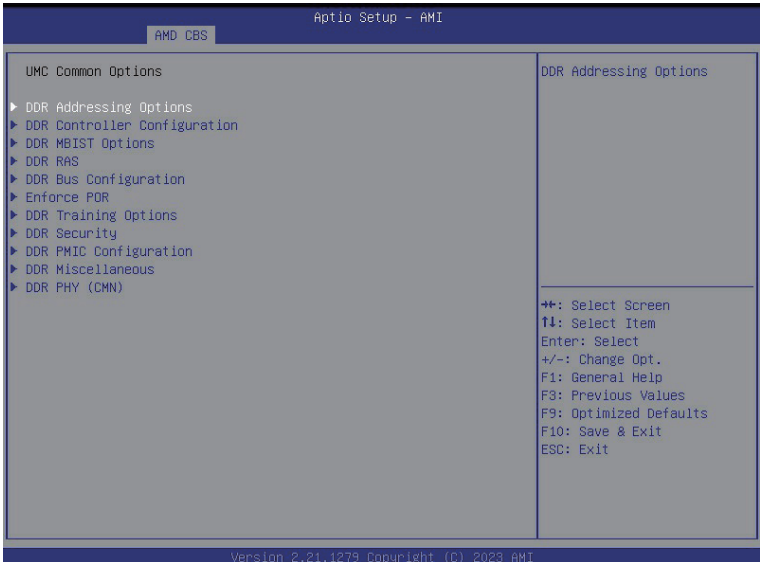 Aptio Setup – AMI
AMD CBS
UMC Common Options
DDR Addressing Options
DDR Controller Configuration
DDR MBIST Options
DDR RAS
DDR Bus Configuration
Enforce POR
DDR Training Options
DDR Security
DDR PMIC Configuration
DDR Miscellaneous
DDR PHY (CMN)
DDR Addressing Options
→←: Select Screen
↑↓: Select Item
Enter: Select
+/-: Change Opt.
F1: General Help
F3: Previous Values
F9: Optimized Defaults
F10: Save & Exit
ESC: Exit
Version 2.21.1279 Copyright (C) 2023 AMI